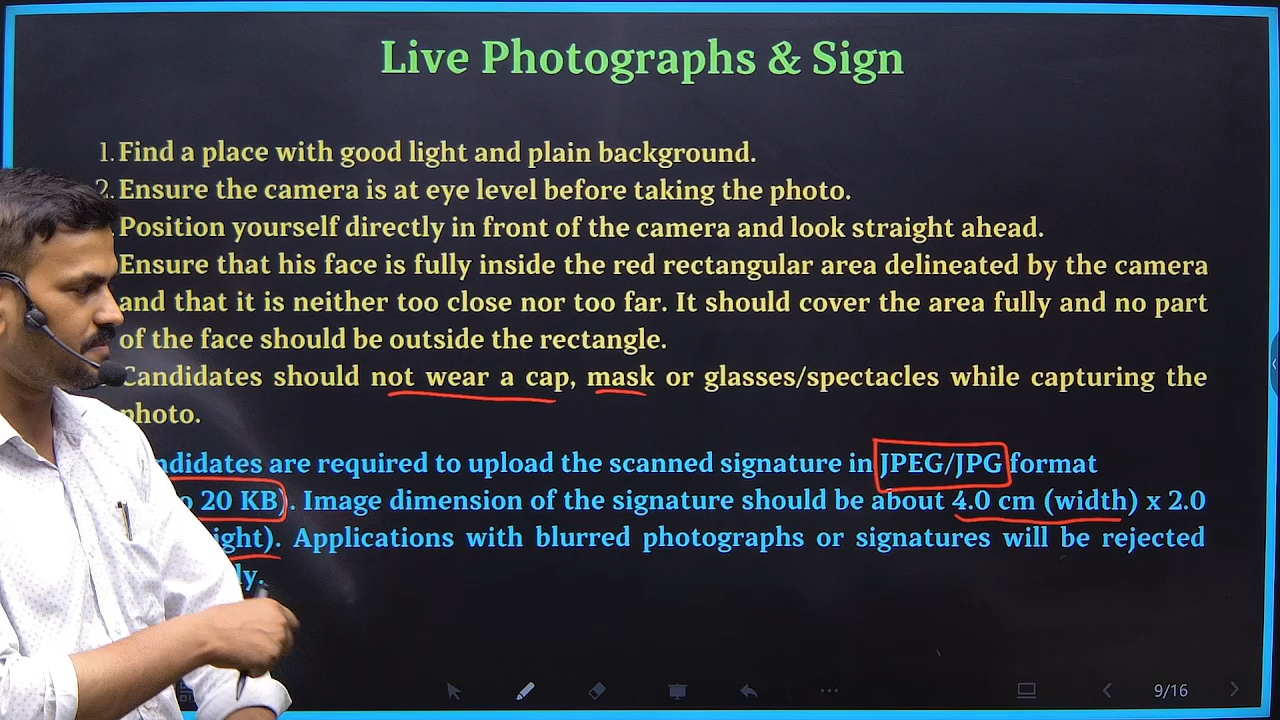 Live Photographs & Sign
1. Find a place with good light and plain background.
2. Ensure the camera is at eye level before taking the photo.
Position yourself directly in front of the camera and look straight ahead.
Ensure that his face is fully inside the red rectangular area delineated by the camera
and that it is neither too close nor too far. It should cover the area fully and no part
of the face should be outside the rectangle.
Candidates should not wear a cap, mask or glasses/spectacles while capturing the
photo.
are required to upload the scanned signature in JPEG/JPG format
20 KB). Image dimension of the signature should be about 4.0 cm (width) x 2.0
Applications with blurred photographs or signatures will be rejected
9/16